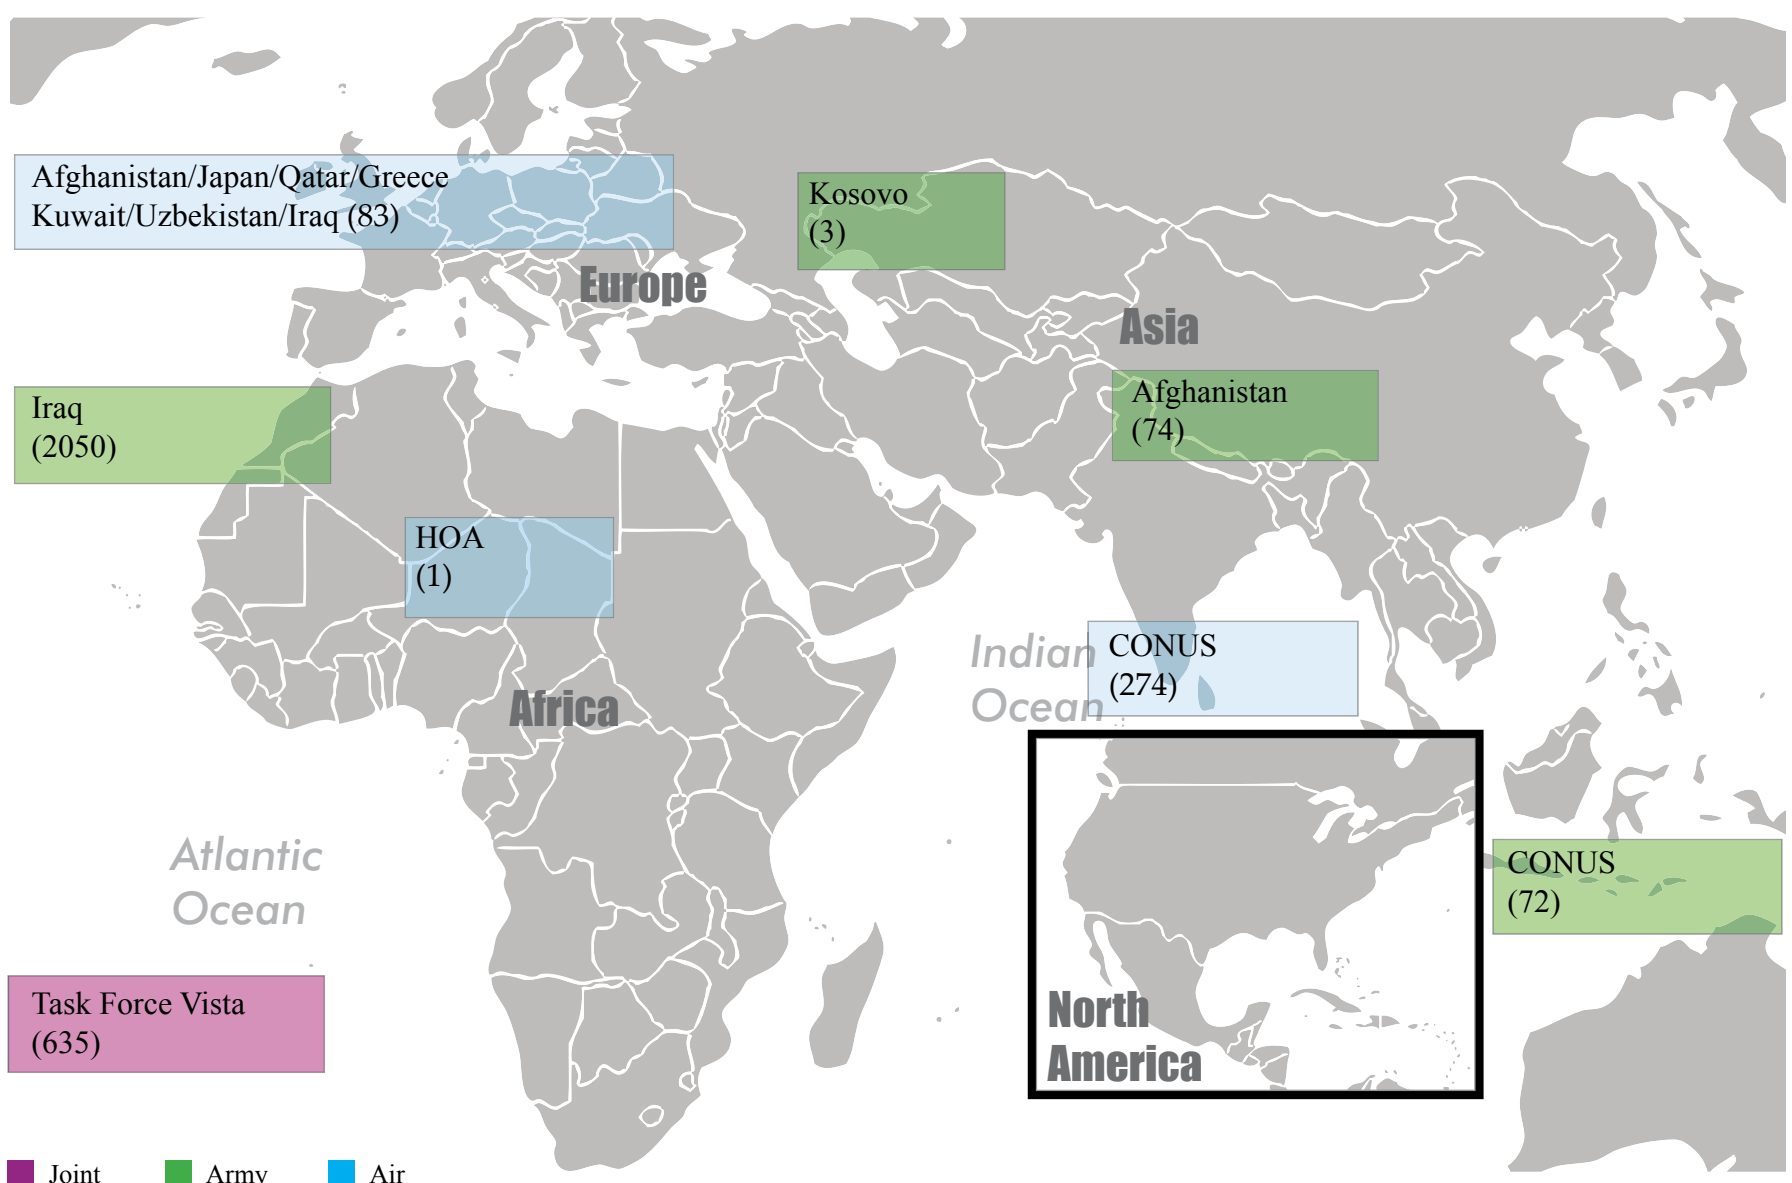 Afghanistan/Japan/Qatar/Greece
Kuwait/Uzbekistan/Iraq (83)
Kosovo
(3)
Europe
Asia
Iraq
(2050)
Afghanistan
(74)
HOA
(1)
Indian
Ocean
CONUS
(274)
Africa
Atlantic
Ocean
CONUS
(72)
North
America
Task Force Vista
(635)
Joint
Army
Air